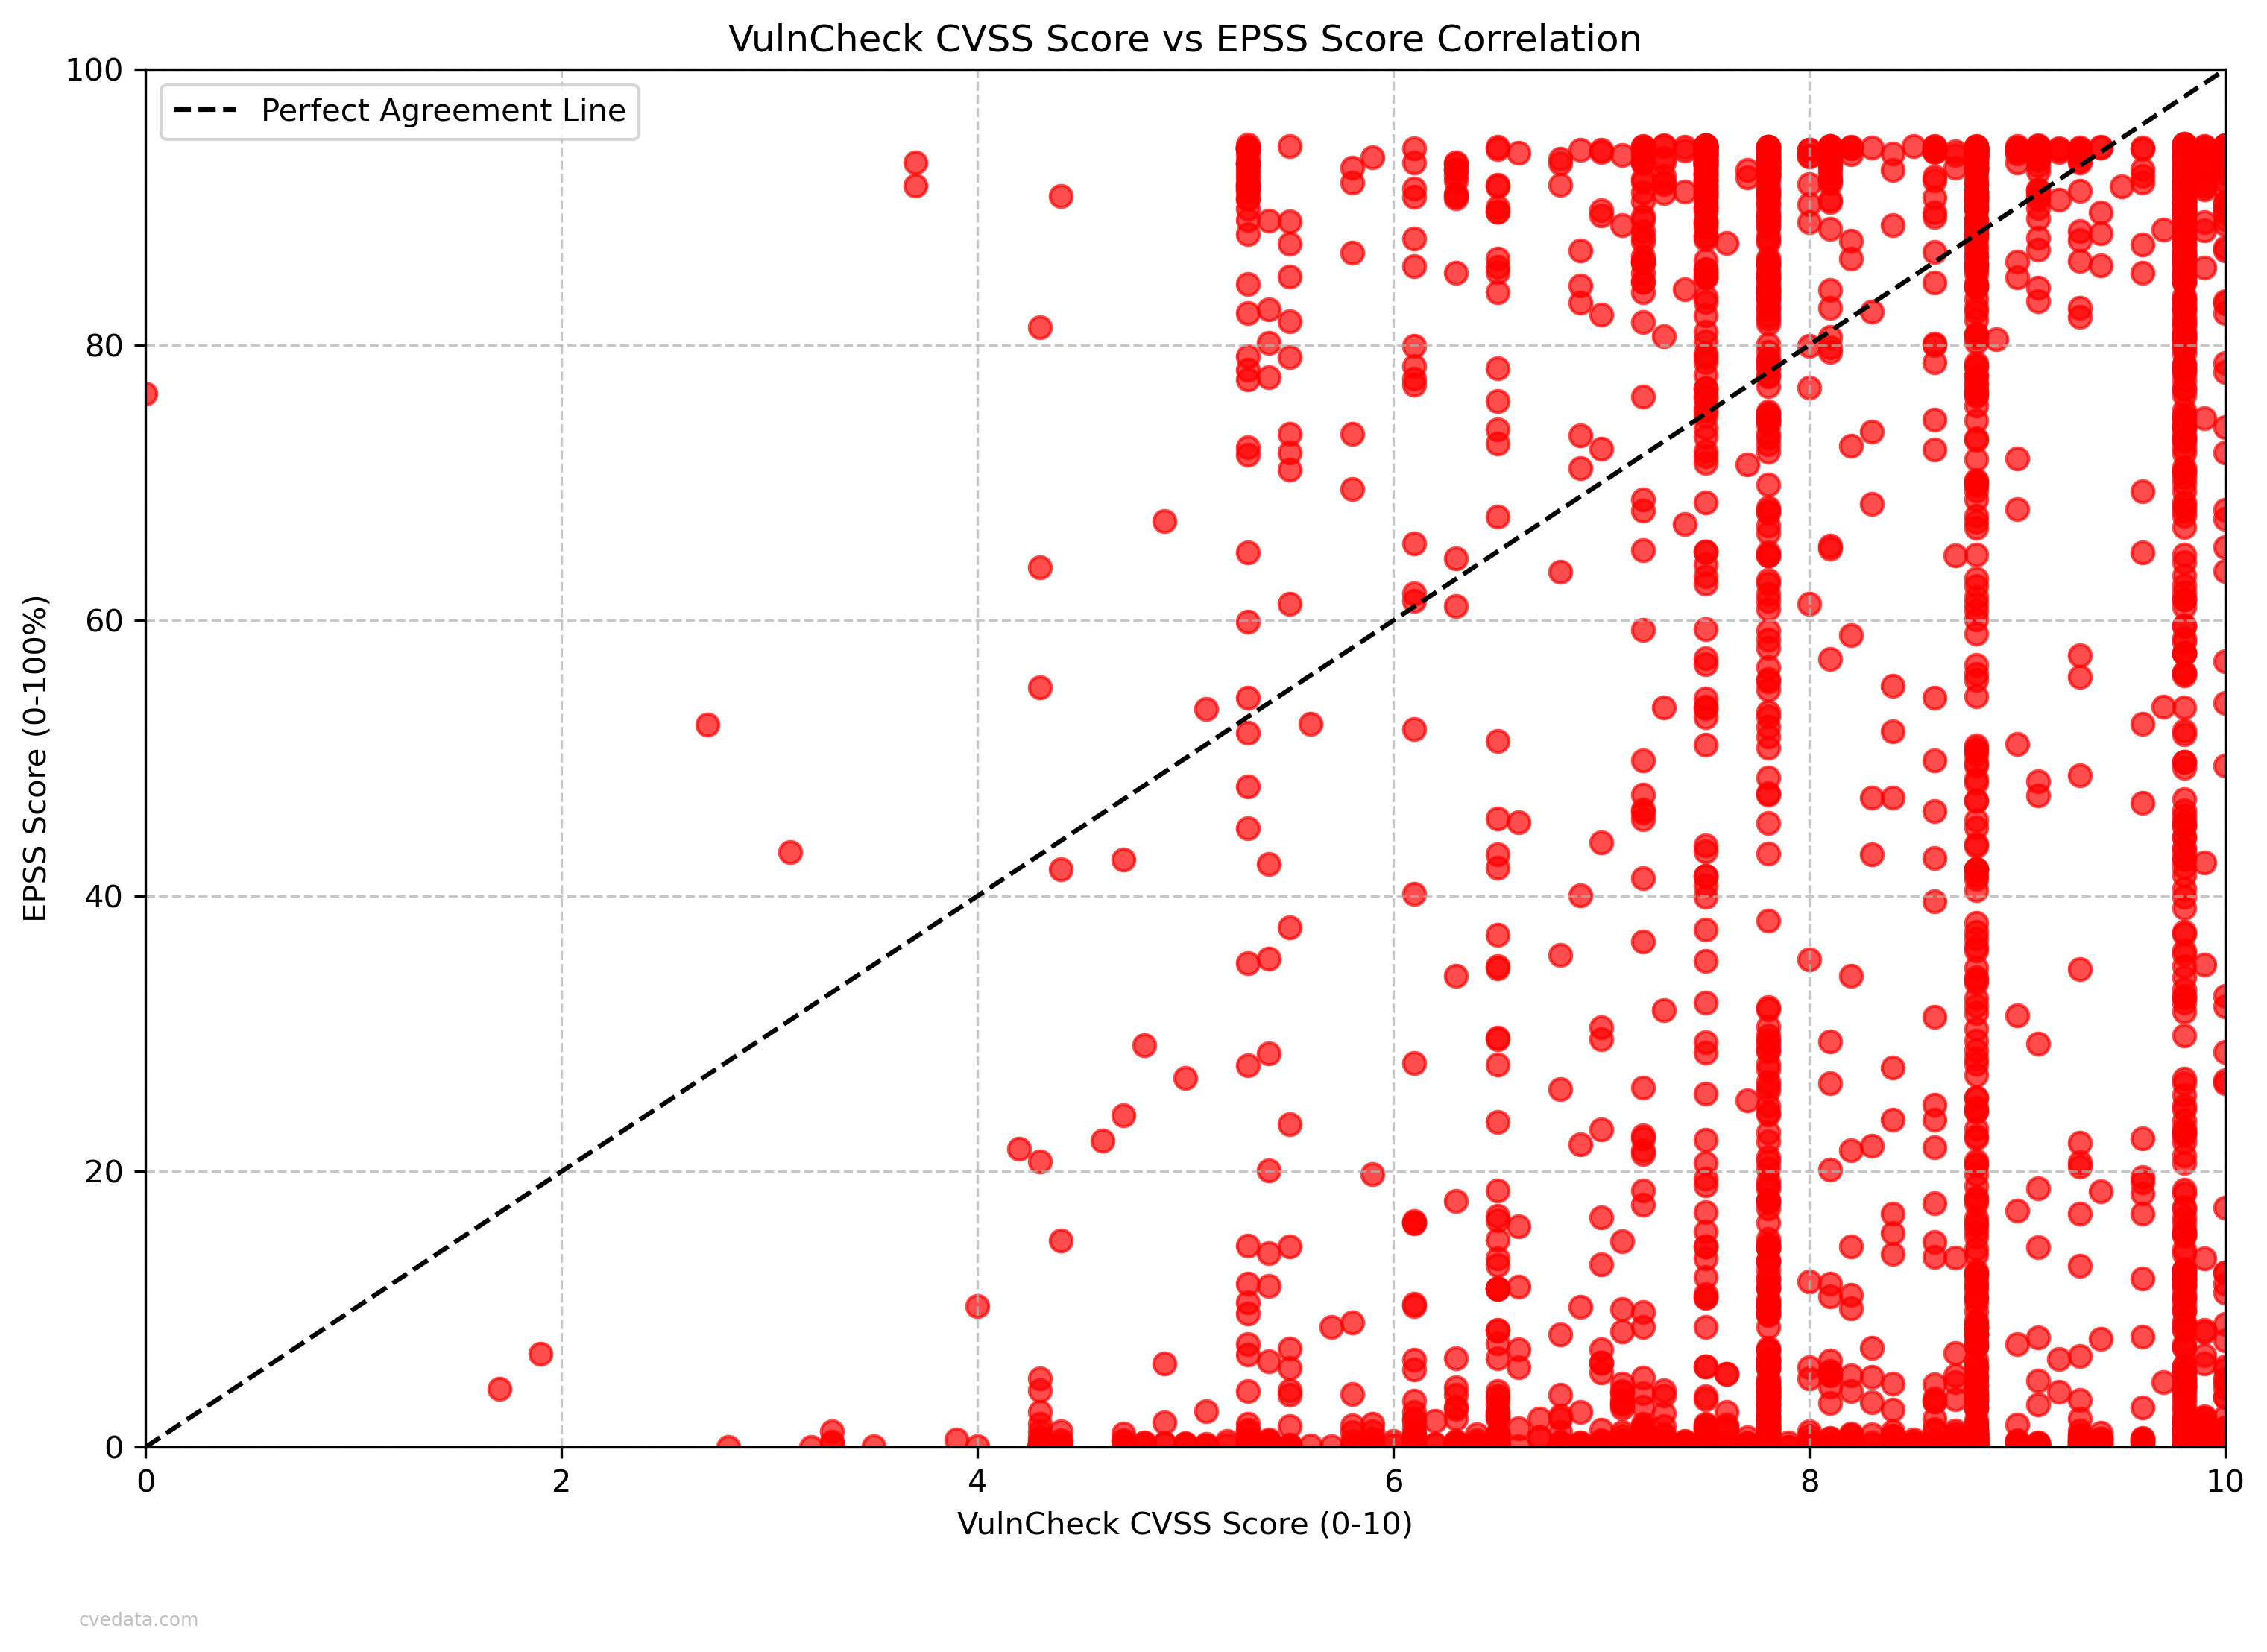 VulnCheck CVSS Score vs EPSS Score Correlation
Perfect Agreement Line
100
80
60
40
20
0
EPSS Score (0-100%)
0 2 4 6 8 10
VulnCheck CVSS Score (0-10)
cvedata.com